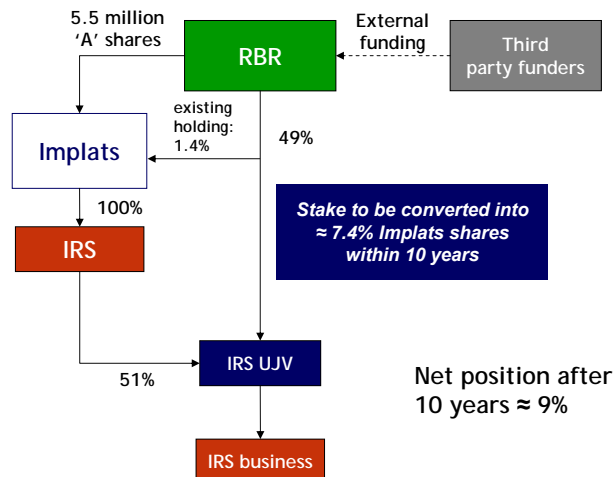 5.5 million
‘A’ shares
RBR
External
funding
Third
party funders
existing
holding:
1.4%
49%
Implats
100%
Stake to be converted into
≈ 7.4% Implats shares
within 10 years
IRS
51%
IRS UJV
Net position after
10 years ≈ 9%
IRS business